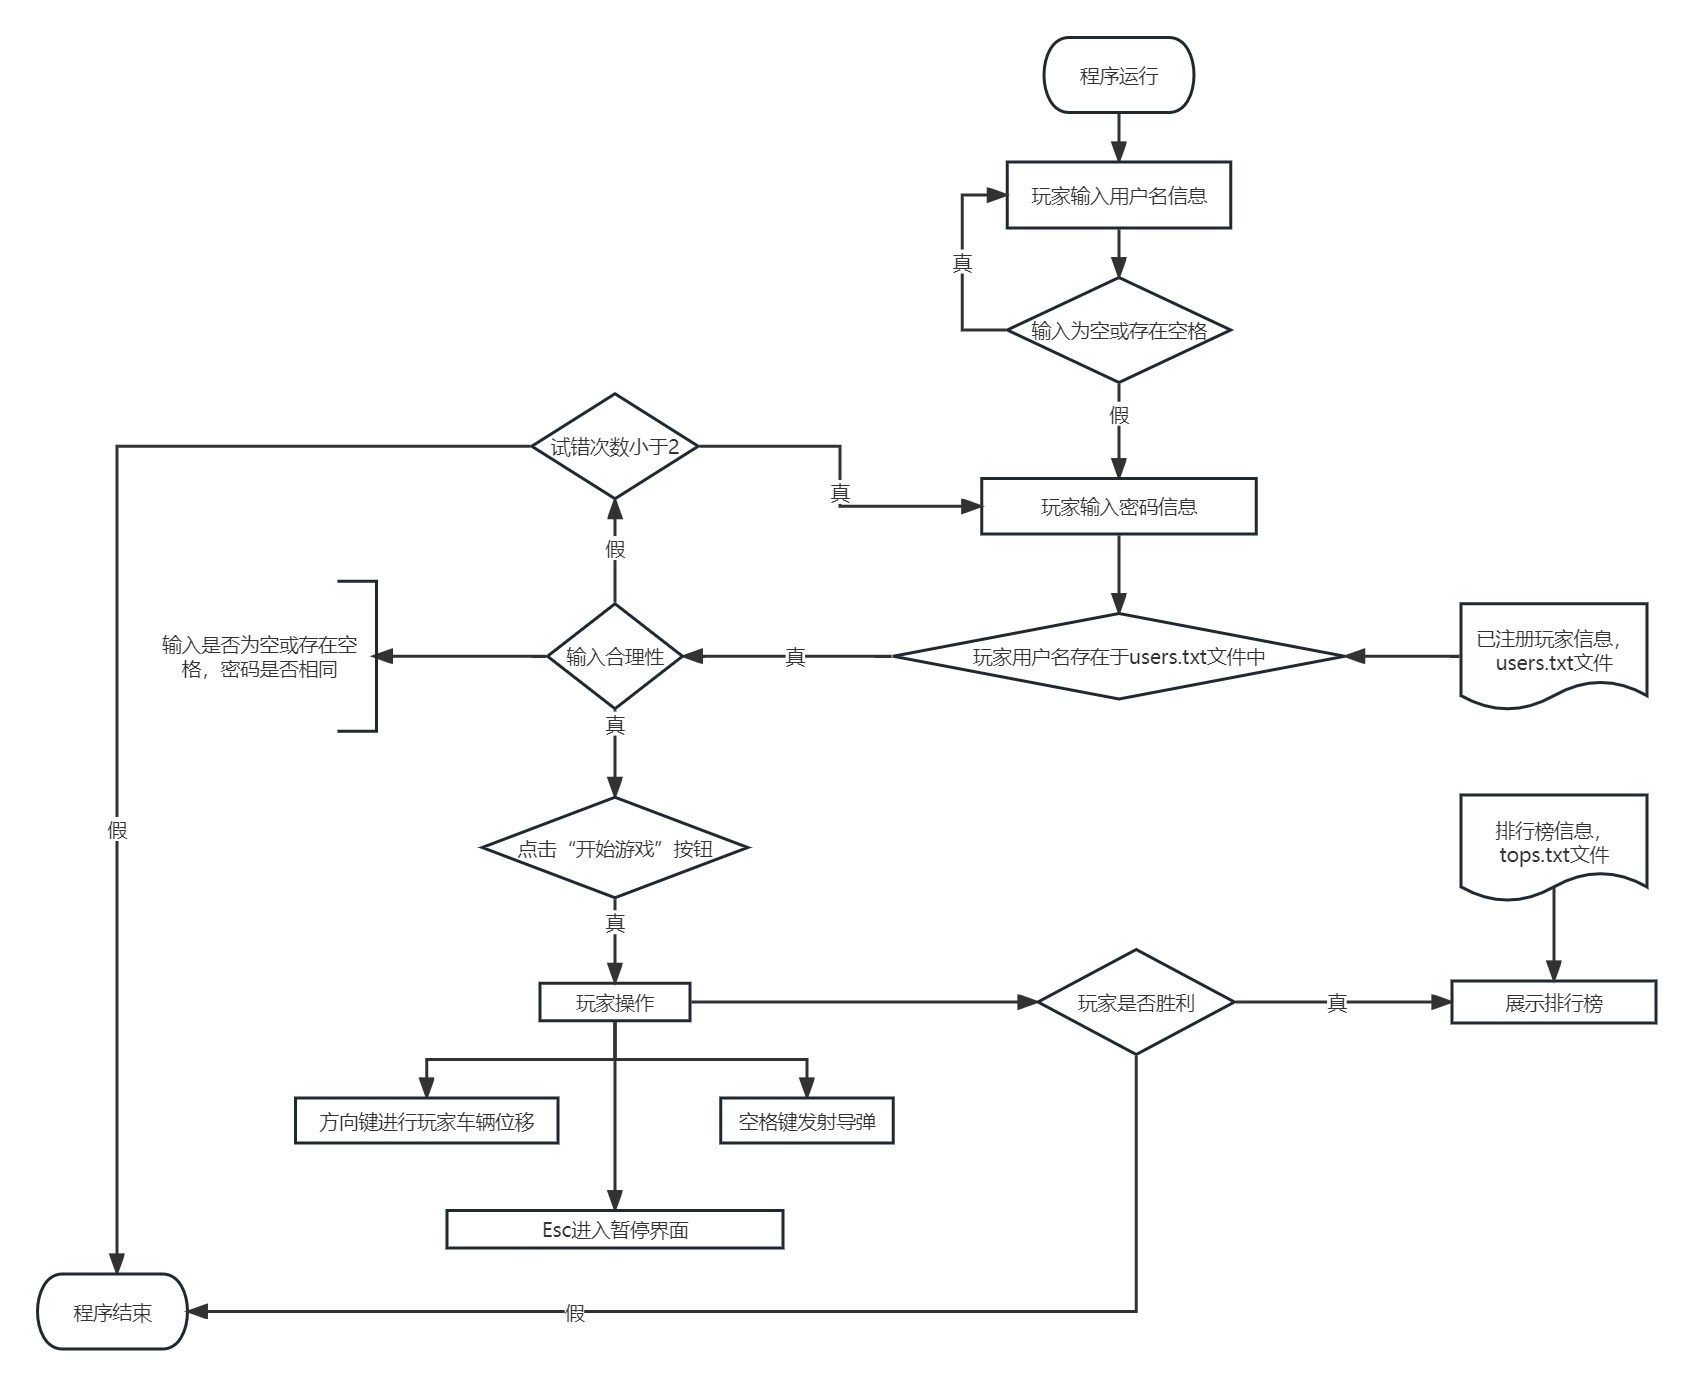 程序运行
玩家输入用户名信息
真
输入为空或存在空格
假
试错次数小于2
真
玩家输入密码信息
假
输入是否为空或存在空
格，密码是否相同
输入合理性
真
玩家用户名存在于users.txt文件中
已注册玩家信息，
users.txt文件
真
假
点击“开始游戏”按钮
排行榜信息，
tops.txt文件
真
玩家操作
玩家是否胜利
真
展示排行榜
方向键进行玩家车辆位移
空格键发射导弹
Esc进入暂停界面
程序结束
假